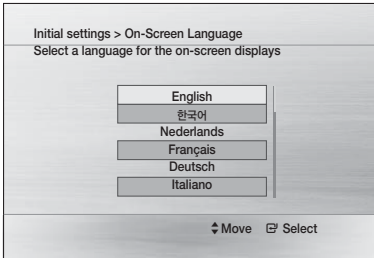 Initial settings > On-Screen Language
Select a language for the on-screen displays
English
한국어
Nederlands
Français
Deutsch
Italiano
Move Select